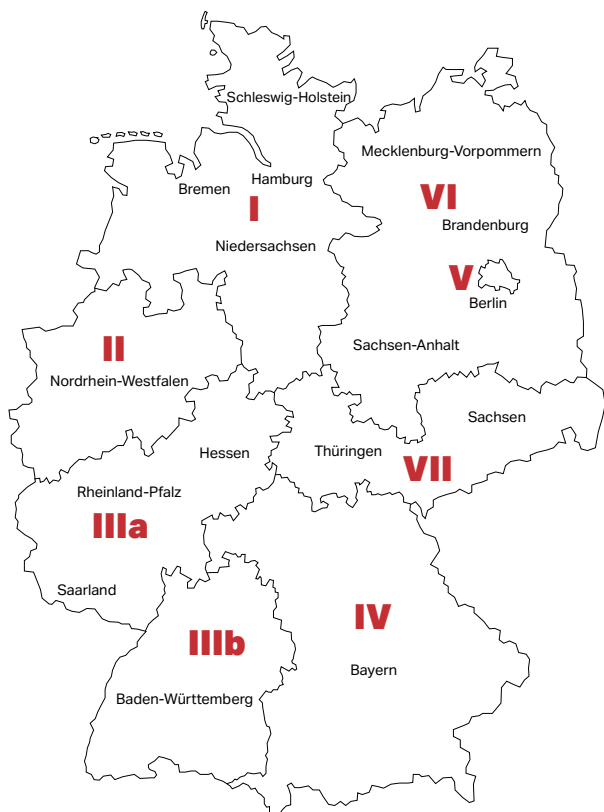 Schleswig-Holstein
Mecklenburg-Vorpommern
Hamburg
Bremen
VI
I
Brandenburg
Niedersachsen
V
Berlin
II
Sachsen-Anhalt
Nordrhein-Westfalen
Sachsen
Hessen
Thüringen
VII
Rheinland-Pfalz
IIIa
Saarland
IV
IIIb
Bayern
Baden-Württemberg